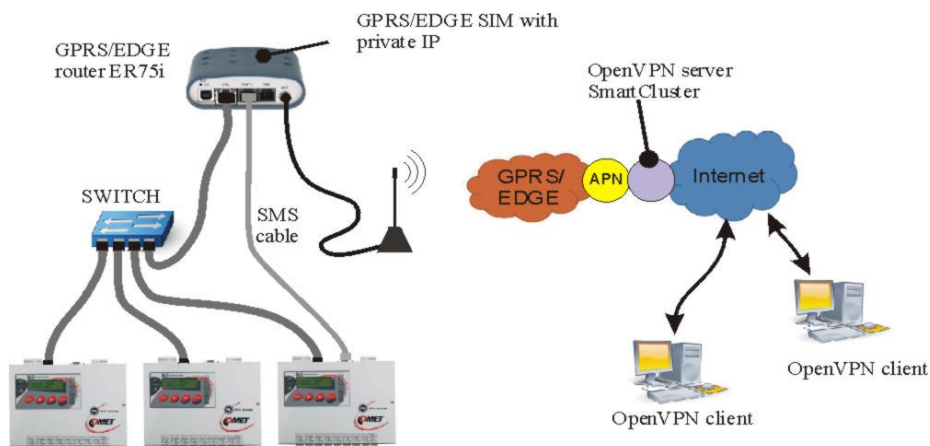 GPRS/EDGE SIM with
private IP
GPRS/EDGE
router ER75i
OpenVPN server
SmartCluster
GPRS/
EDGE
APN
Internet
SWITCH
SMS
cable
OpenVPN client
OpenVPN client